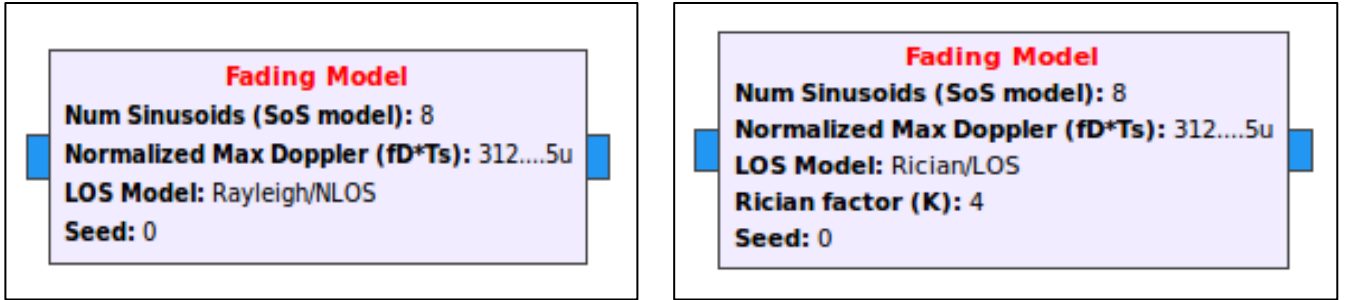 Fading Model
Num Sinusoids (SoS model): 8
Normalized Max Doppler (fD*Ts): 312....5u
LOS Model: Rayleigh/NLOS
Seed: 0
Fading Model
Num Sinusoids (SoS model): 8
Normalized Max Doppler (fD*Ts): 312....5u
LOS Model: Rician/LOS
Rician factor (K): 4
Seed: 0